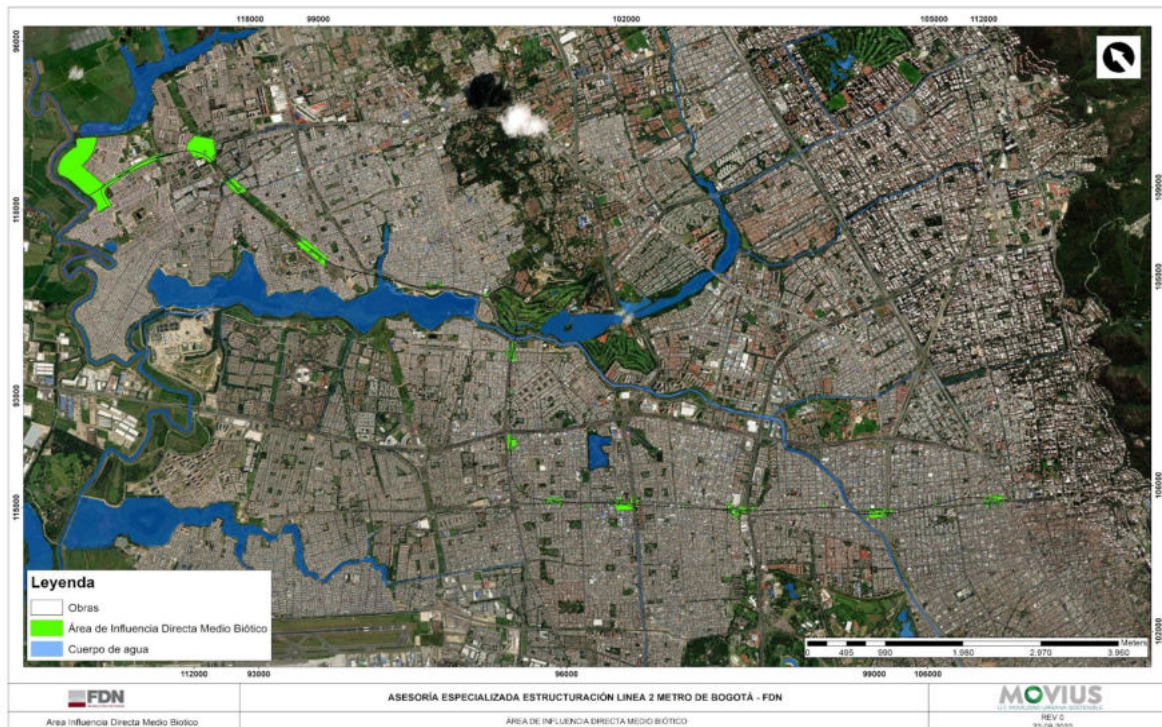 118000 99000 102000 105000 112000
96000
118000
93000
115000
109000
105000
106000
102000
Leyenda
Obras
Área de Influencia Directa Medio Biótico
Cuerpo de agua
Meters
0 495 990 1.980 2.970 3.960
112000 93000 96000 99000 106000
FDN
ASESORÍA ESPECIALIZADA ESTRUCTURACIÓN LINEA 2 METRO DE BOGOTÁ - FDN
MOVIUS
Area Influencia Directa Medio Biotico
ÁREA DE INFLUENCIA DIRECTA MEDIO BIÓTICO
REV 0